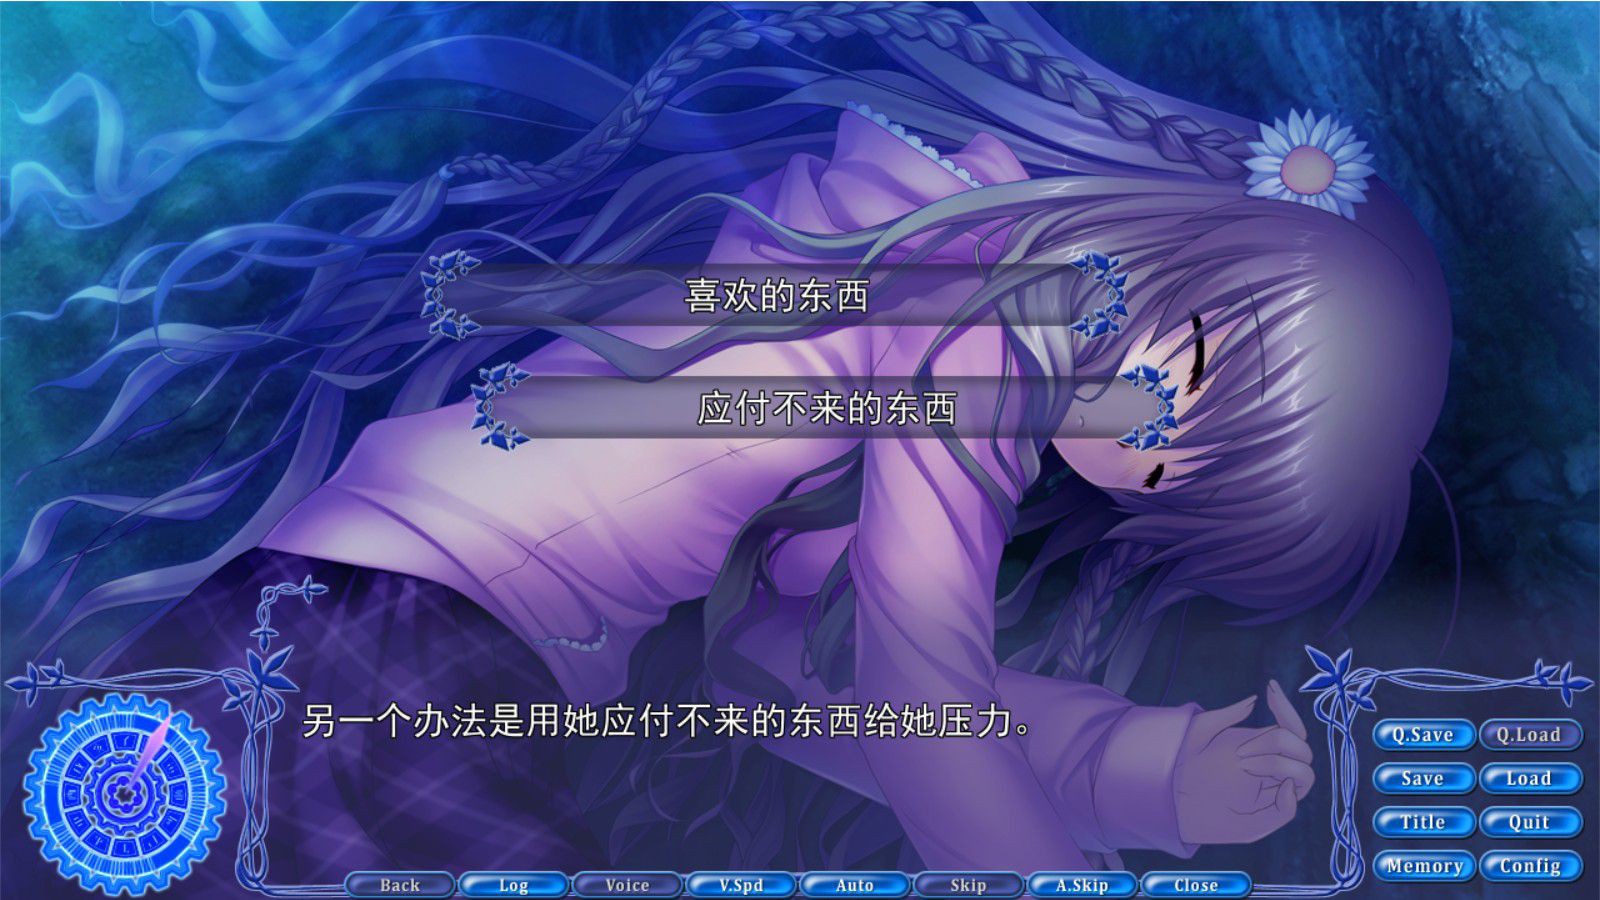 喜欢的东西
应付不来的东西
另一个办法是用她应付不来的东西给她压力。
Q.Save Q.Load
Save Load
Title Quit
Memory Config
Back Log Voice V.Spd Auto Skip A.Skip Close